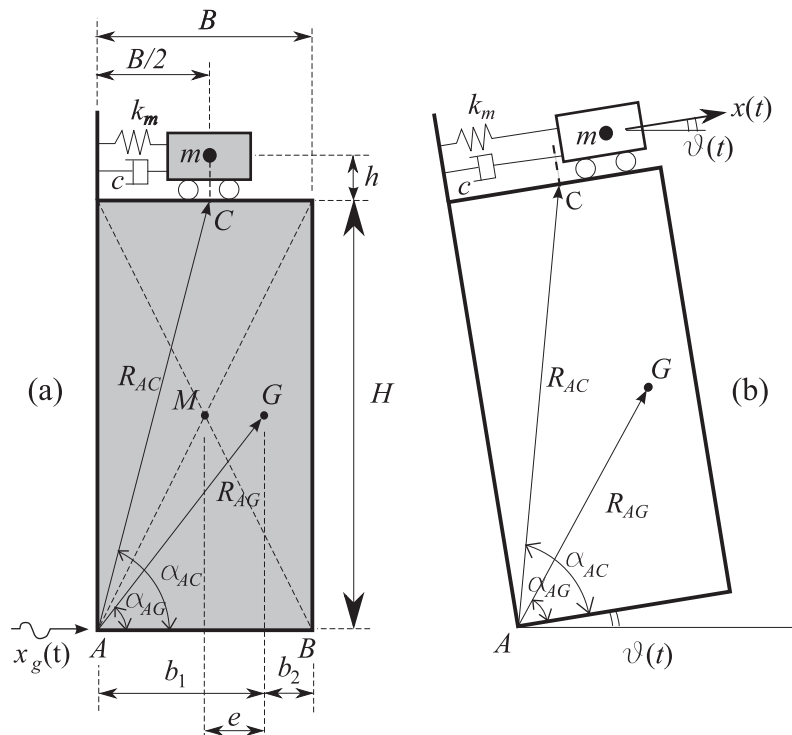 B
B/2
k_m
m
c
h
C
R_AC
(a)
M
G
H
R_AG
α_AC
α_AG
x_g(t)
A
B
b_1
b_2
e
k_m
x(t)
m
ϑ(t)
c
C
G
R_AC
(b)
R_AG
α_AC
α_AG
A
ϑ(t)